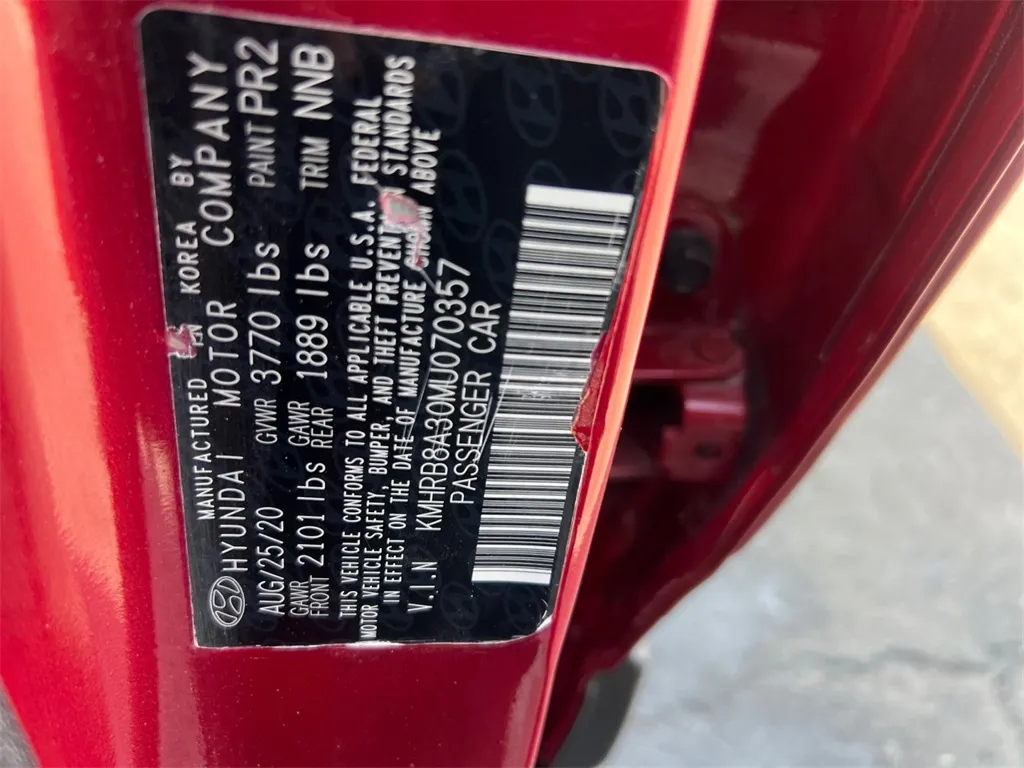 MANUFACTURED IN KOREA BY
HYUNDAI MOTOR COMPANY
AUG/25/20 GVWR 3770 lbs PAINT PR2
GAWR FRONT 2101 lbs GAWR REAR 1889 lbs TRIM NNB
THIS VEHICLE CONFORMS TO ALL APPLICABLE U.S.A. FEDERAL
MOTOR VEHICLE SAFETY, BUMPER, AND THEFT PREVENTION STANDARDS
IN EFFECT ON THE DATE OF MANUFACTURE SHOWN ABOVE
V.I.N KMHRB8A30MU070357
PASSENGER CAR